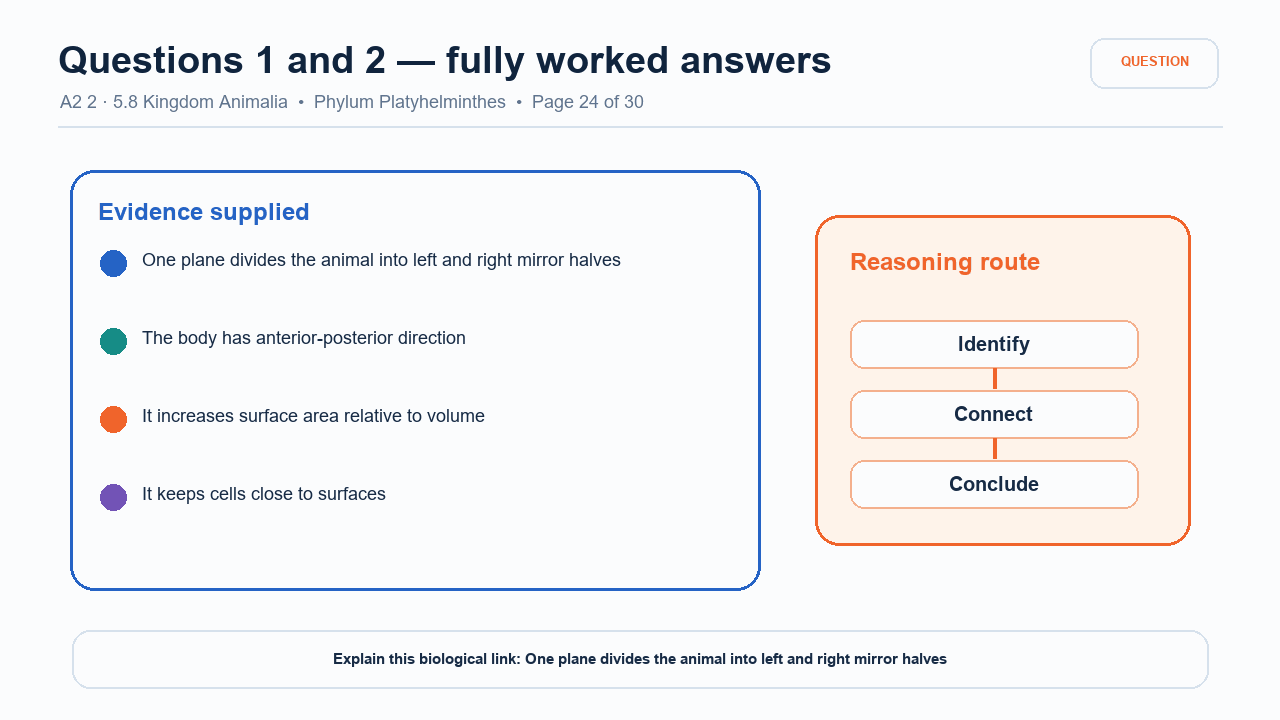 Questions 1 and 2 — fully worked answers
QUESTION
A2 2 · 5.8 Kingdom Animalia • Phylum Platyhelminthes • Page 24 of 30
Evidence supplied
One plane divides the animal into left and right mirror halves
The body has anterior-posterior direction
It increases surface area relative to volume
It keeps cells close to surfaces
Reasoning route
Identify
Connect
Conclude
Explain this biological link: One plane divides the animal into left and right mirror halves